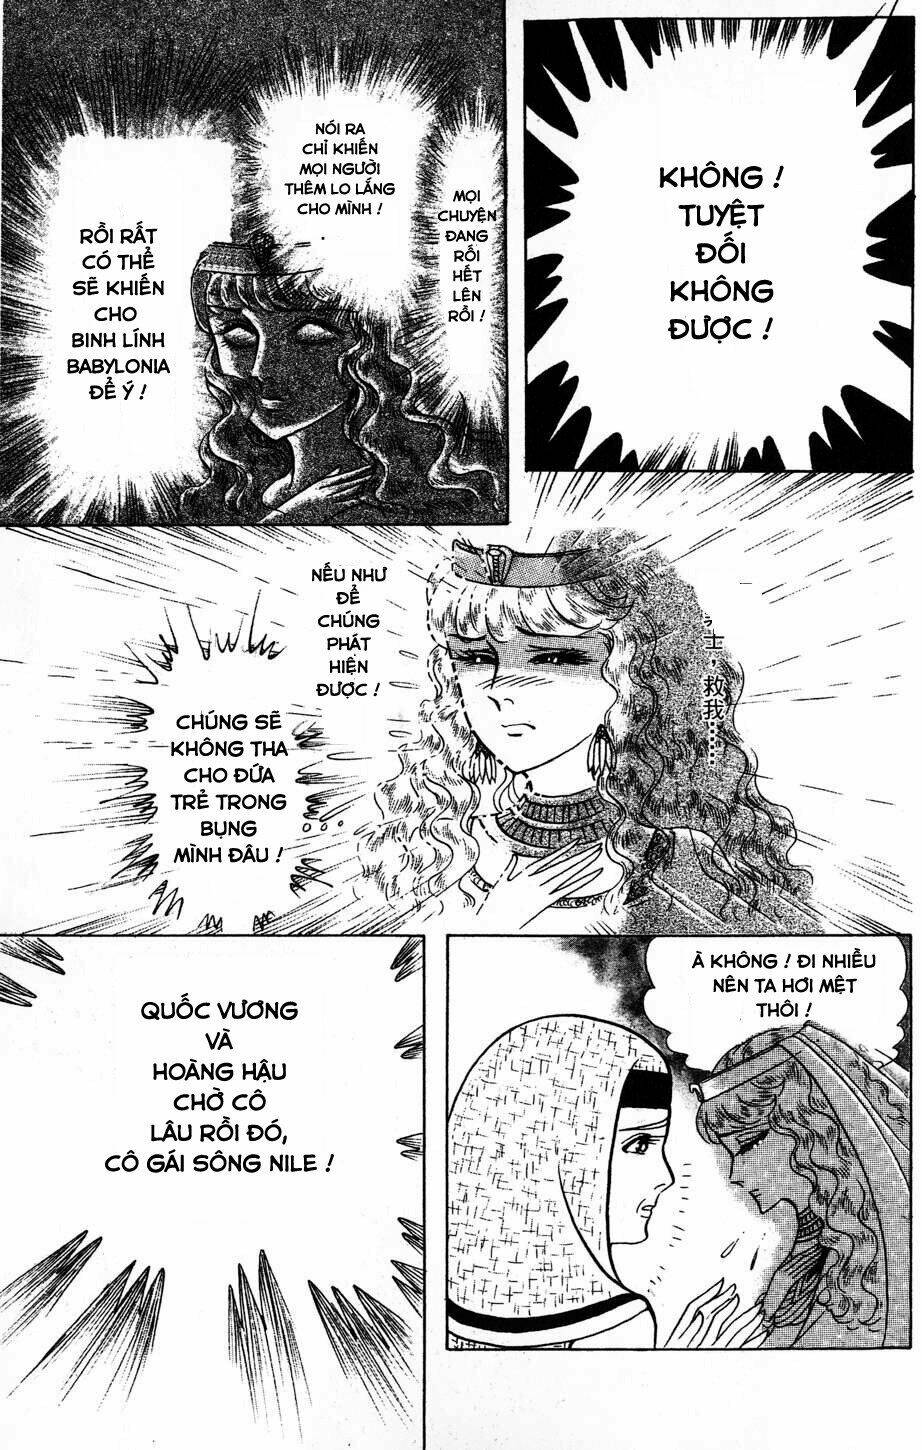 KHÔNG !
TUYỆT
ĐỐI
KHÔNG
ĐƯỢC !
MỌI
CHUYỆN
ĐANG
RỐI
HẾT
LÊN
RỒI !
NÓI RA
CHỈ KHIẾN
MỌI NGƯỜI
THÊM LO LẮNG
CHO MÌNH !
RỒI RẤT
CÓ THỂ
SẼ KHIẾN
CHO
BINH LÍNH
BABYLONIA
ĐỂ Ý !
士，救我……
NẾU NHƯ
ĐỂ
CHÚNG
PHÁT
HIỆN
ĐƯỢC !
CHÚNG SẼ
KHÔNG THA
CHO ĐỨA
TRẺ TRONG
BỤNG
MÌNH ĐÂU !
À KHÔNG ! ĐI NHIỀU
NÊN TA HƠI MỆT
THÔI !
QUỐC VƯƠNG
VÀ
HOÀNG HẬU
CHỜ CÔ
LÂU RỒI ĐÓ,
CÔ GÁI SÔNG NILE !